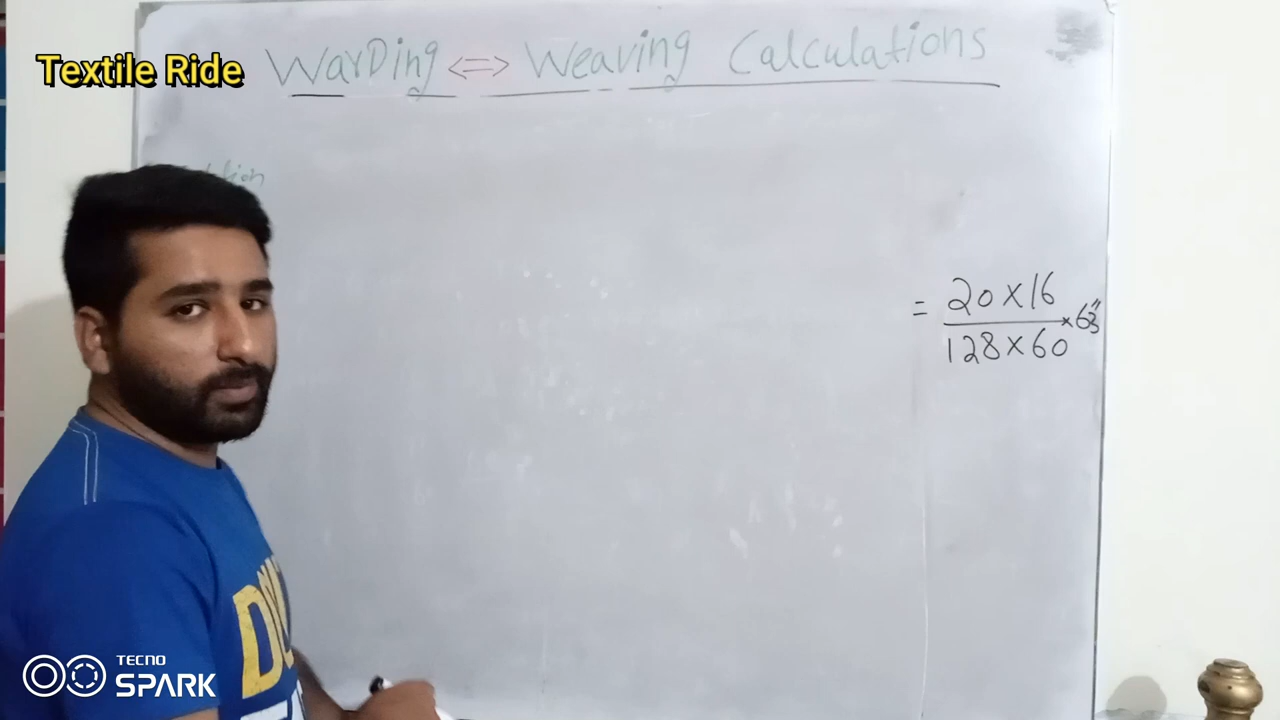 Textile Ride
WarPing <=> Weaving Calculations
= 20 x 16
128 x 60
x 63"
TECNO
SPARK